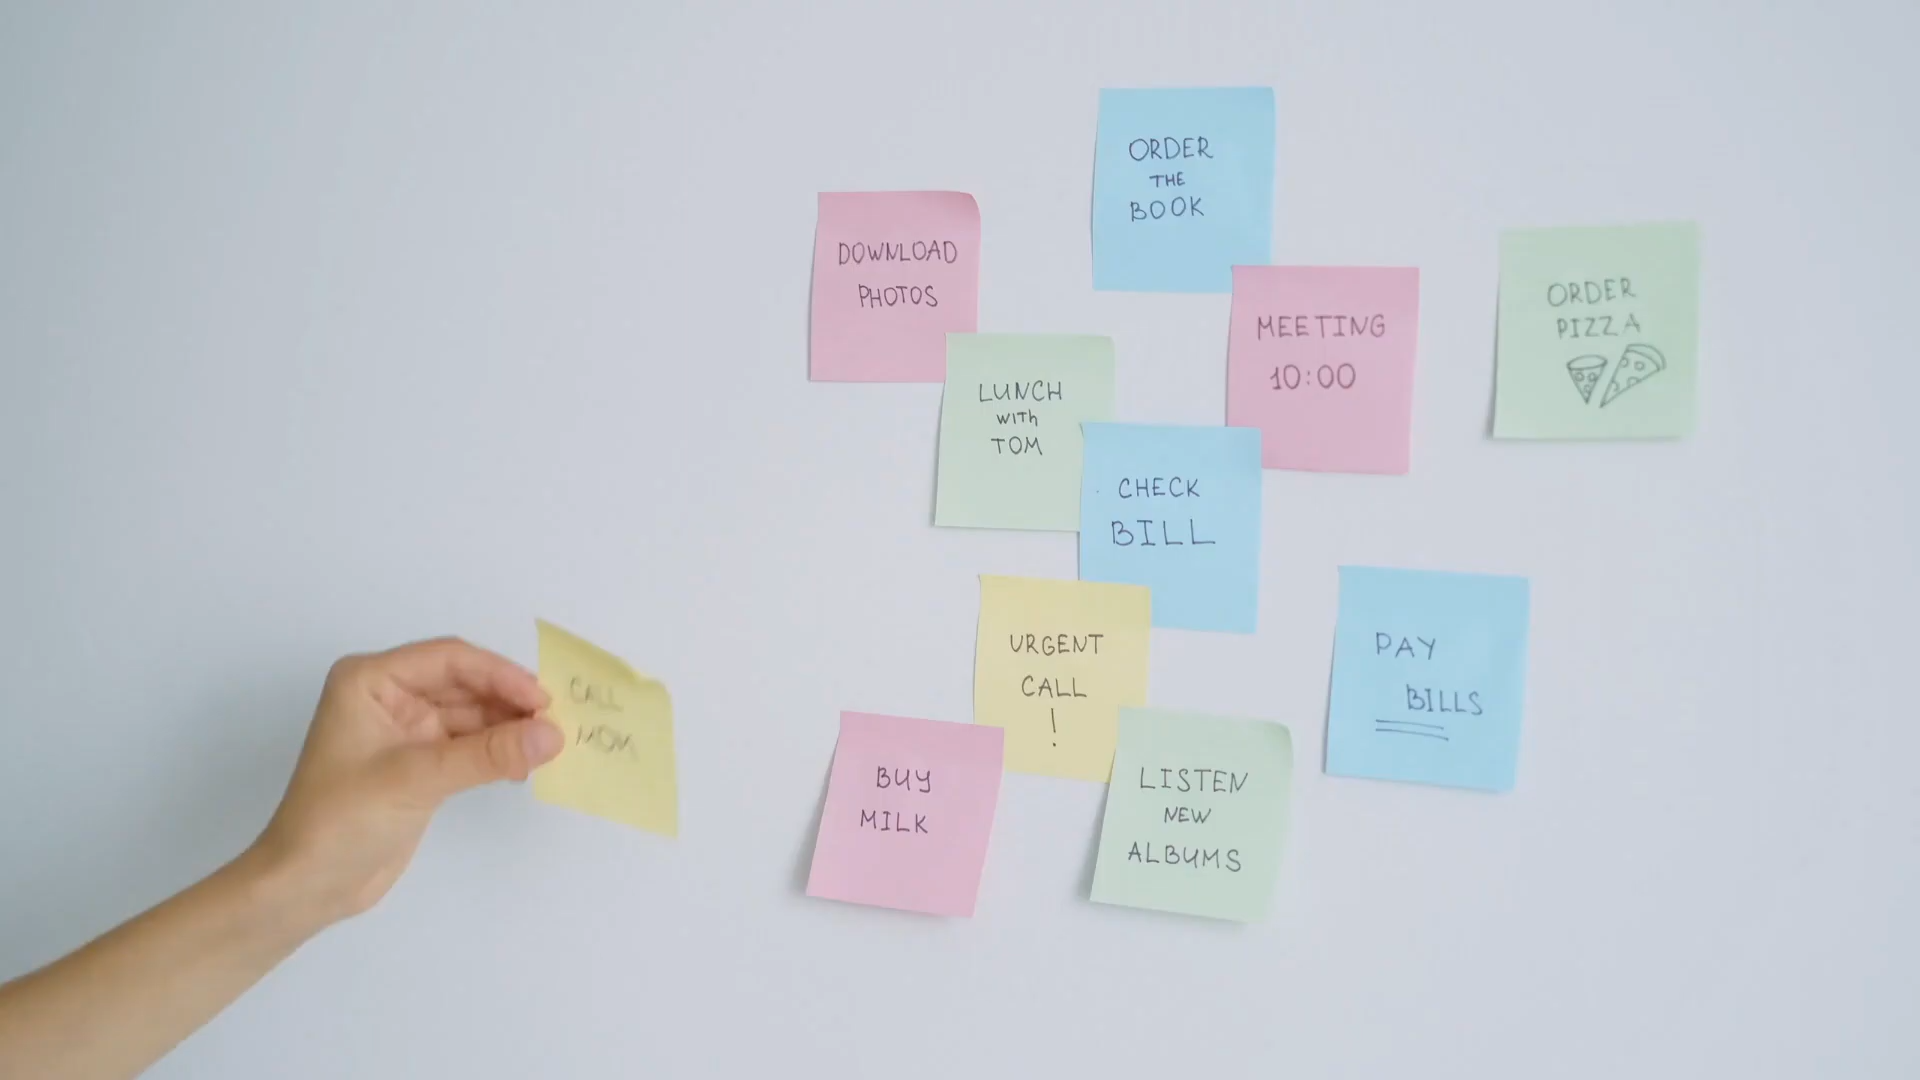 ORDER
THE
BOOK
DOWNLOAD
PHOTOS
MEETING
10:00
ORDER
PIZZA
LUNCH
WITH
TOM
CHECK
BILL
URGENT
CALL
!
PAY
BILLS
CALL
MOM
BUY
MILK
LISTEN
NEW
ALBUMS